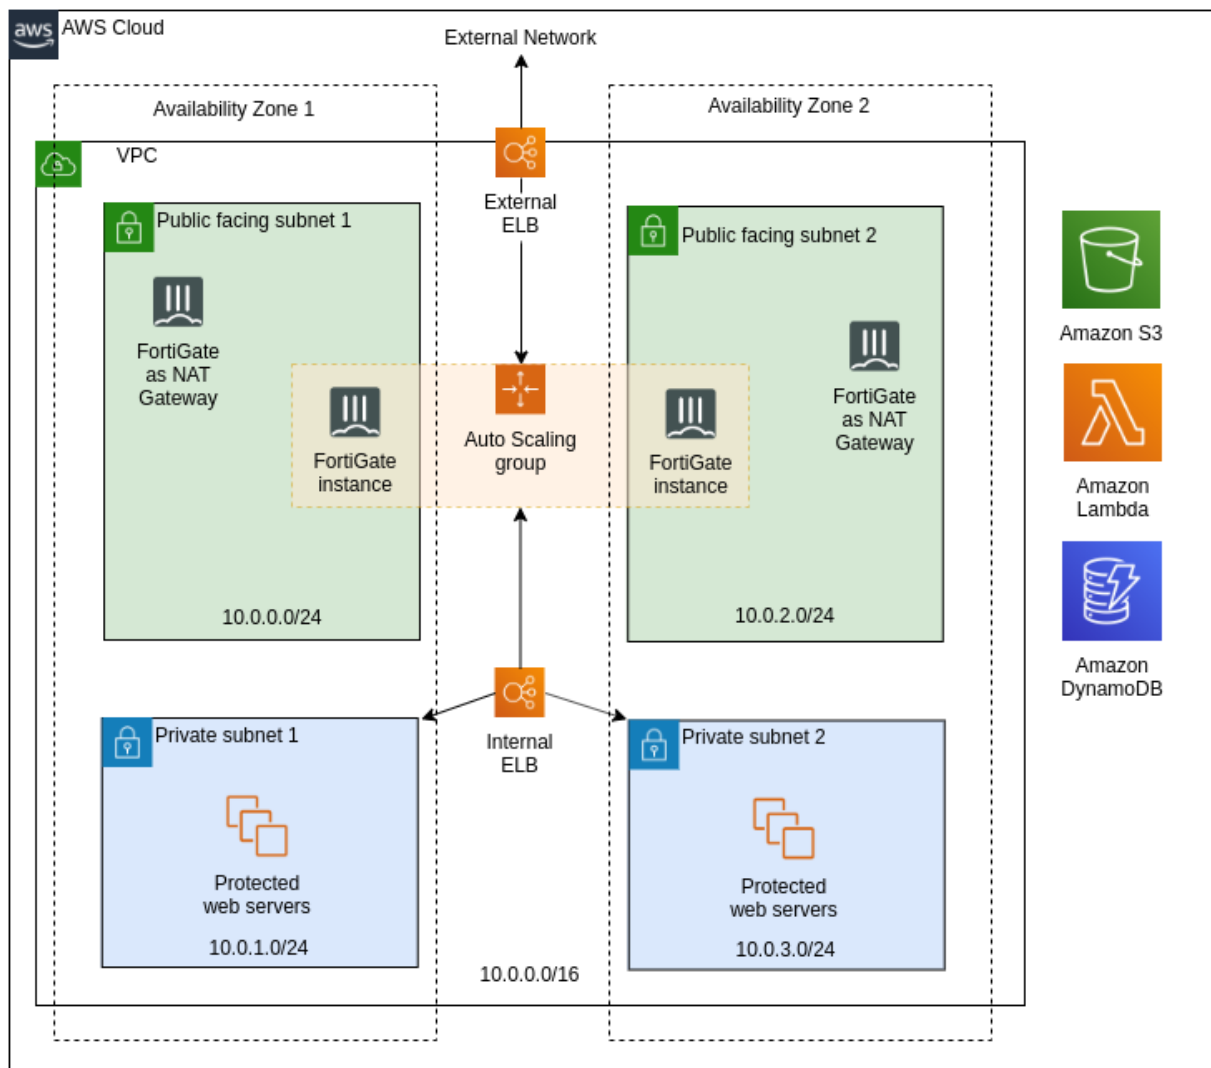 aws
AWS Cloud
External Network
Availability Zone 1
Availability Zone 2
VPC
External
ELB
Public facing subnet 1
Public facing subnet 2
FortiGate
as NAT
Gateway
FortiGate
instance
Auto Scaling
group
FortiGate
instance
FortiGate
as NAT
Gateway
10.0.0.0/24
10.0.2.0/24
Amazon S3
Amazon
Lambda
Amazon
DynamoDB
Internal
ELB
Private subnet 1
Private subnet 2
Protected
web servers
10.0.1.0/24
Protected
web servers
10.0.3.0/24
10.0.0.0/16